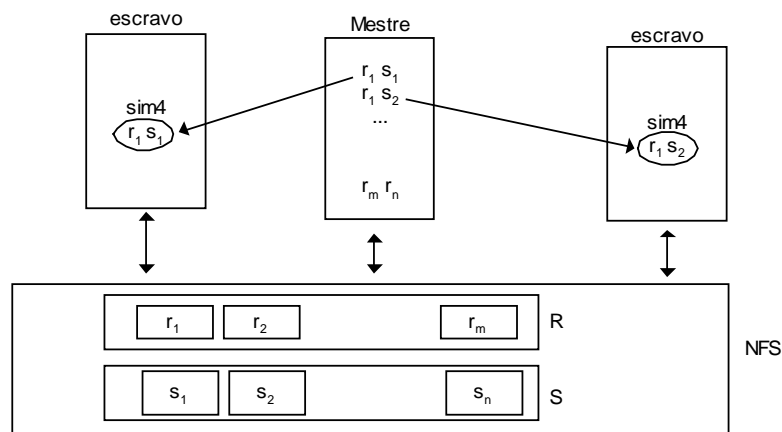 escravo
Mestre
escravo
r1 s1
r1 s2
...
rm rn
sim4
r1 s1
sim4
r1 s2
r1
r2
rm
R
NFS
s1
s2
sn
S